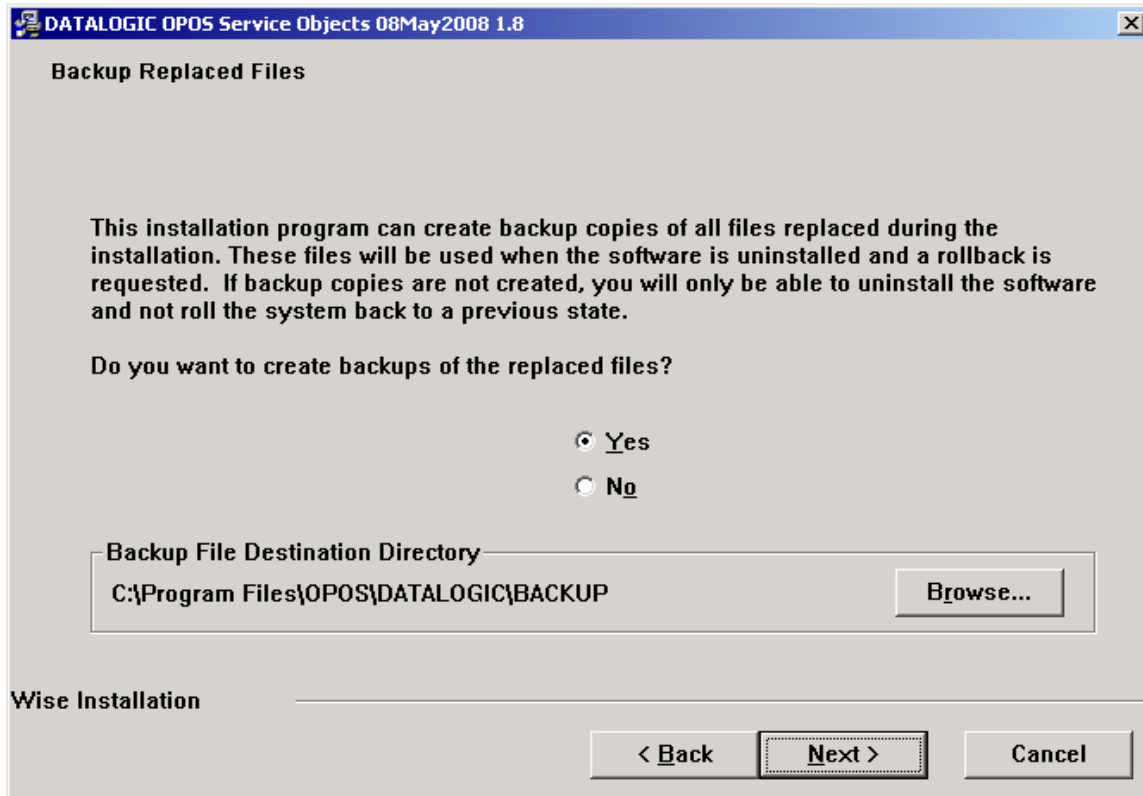 DATALOGIC OPOS Service Objects 08May2008 1.8
Backup Replaced Files
This installation program can create backup copies of all files replaced during the
installation. These files will be used when the software is uninstalled and a rollback is
requested.  If backup copies are not created, you will only be able to uninstall the software
and not roll the system back to a previous state.
Do you want to create backups of the replaced files?
Yes
No
Backup File Destination Directory
C:\Program Files\OPOS\DATALOGIC\BACKUP
Browse...
Wise Installation
< Back
Next >
Cancel